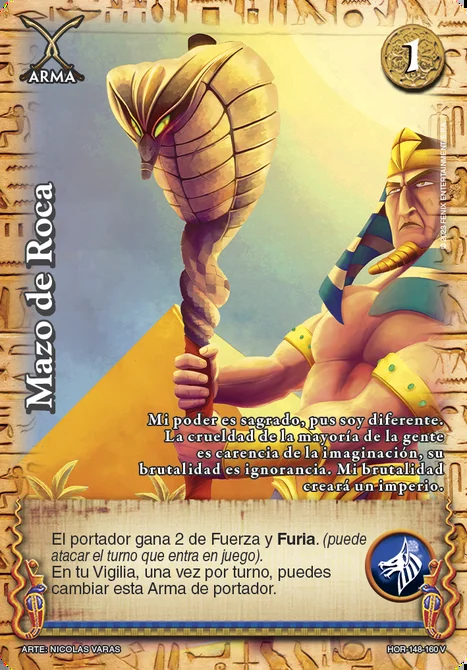 ARMA
1
Mazo de Roca
© 2023 FENIX ENTERTAINMENT
Mi poder es sagrado, pus soy diferente.
La crueldad de la mayoría de la gente
es carencia de la imaginación, su
brutalidad es ignorancia. Mi brutalidad
creará un imperio.
El portador gana 2 de Fuerza y Furia. (puede
atacar el turno que entra en juego).
En tu Vigilia, una vez por turno, puedes
cambiar esta Arma de portador.
ARTE: NICOLAS VARAS
HOR-148-160 V